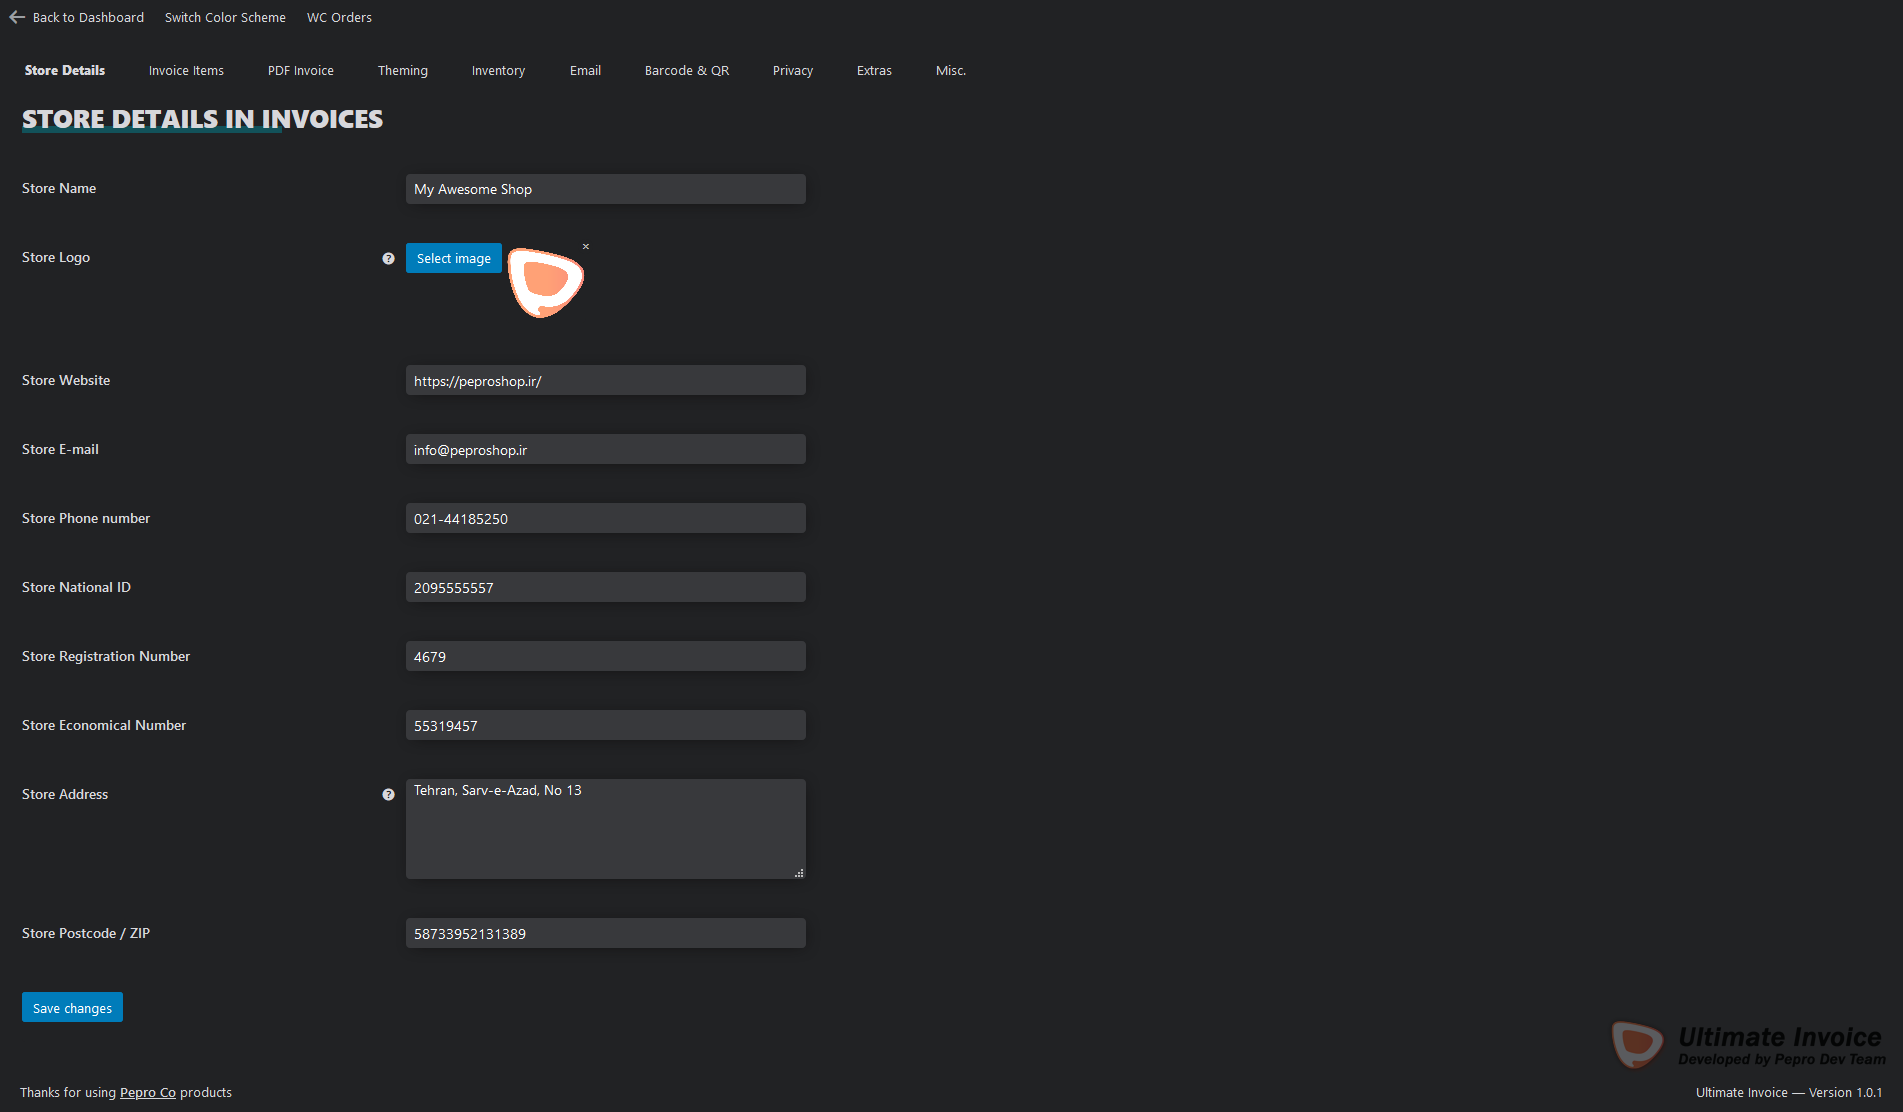 Back to Dashboard Switch Color Scheme WC Orders
Store Details Invoice Items PDF Invoice Theming Inventory Email Barcode & QR Privacy Extras Misc.
STORE DETAILS IN INVOICES
Store Name My Awesome Shop
Store Logo ? Select image ×
Store Website https://peproshop.ir/
Store E-mail info@peproshop.ir
Store Phone number 021-44185250
Store National ID 2095555557
Store Registration Number 4679
Store Economical Number 55319457
Store Address ? Tehran, Sarv-e-Azad, No 13
Store Postcode / ZIP 58733952131389
Save changes
Ultimate Invoice
Developed by Pepro Dev Team
Thanks for using Pepro Co products Ultimate Invoice — Version 1.0.1